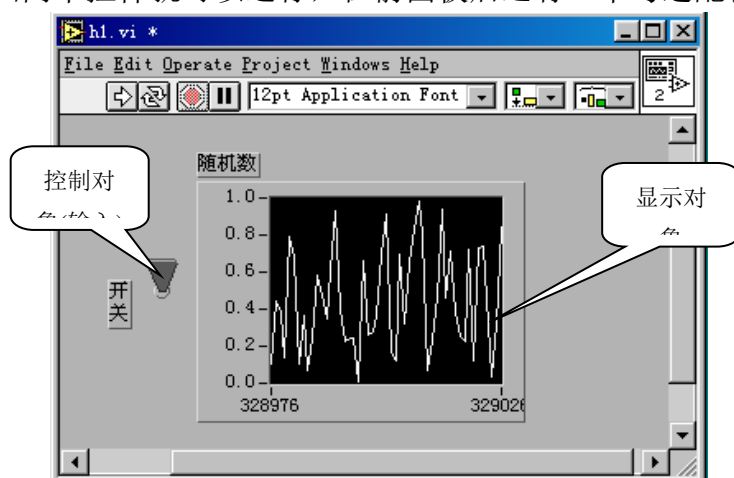 h1.vi *
File Edit Operate Project Windows Help
12pt Application Font
2
随机数
控制对
显示对
1.0
0.8
0.6
0.4
0.2
0.0
开
关
328976
329026